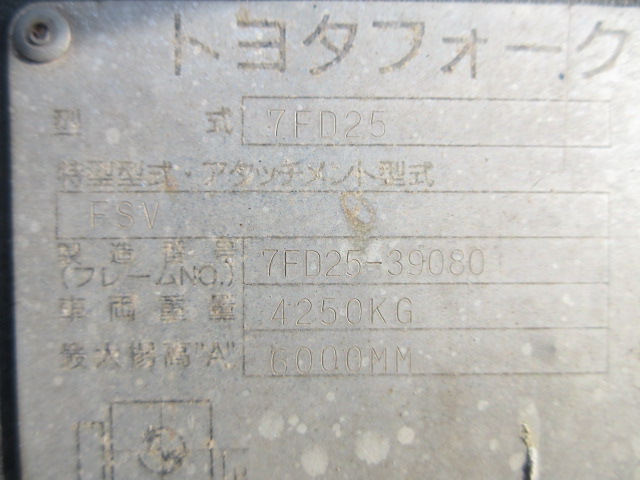 トヨタフォーク
型式 7FD25
特型型式・アタッチメント型式
FSV
製造番号
(フレームNO.) 7FD25-39080
車両重量 4250KG
最大揚高"A" 6000MM